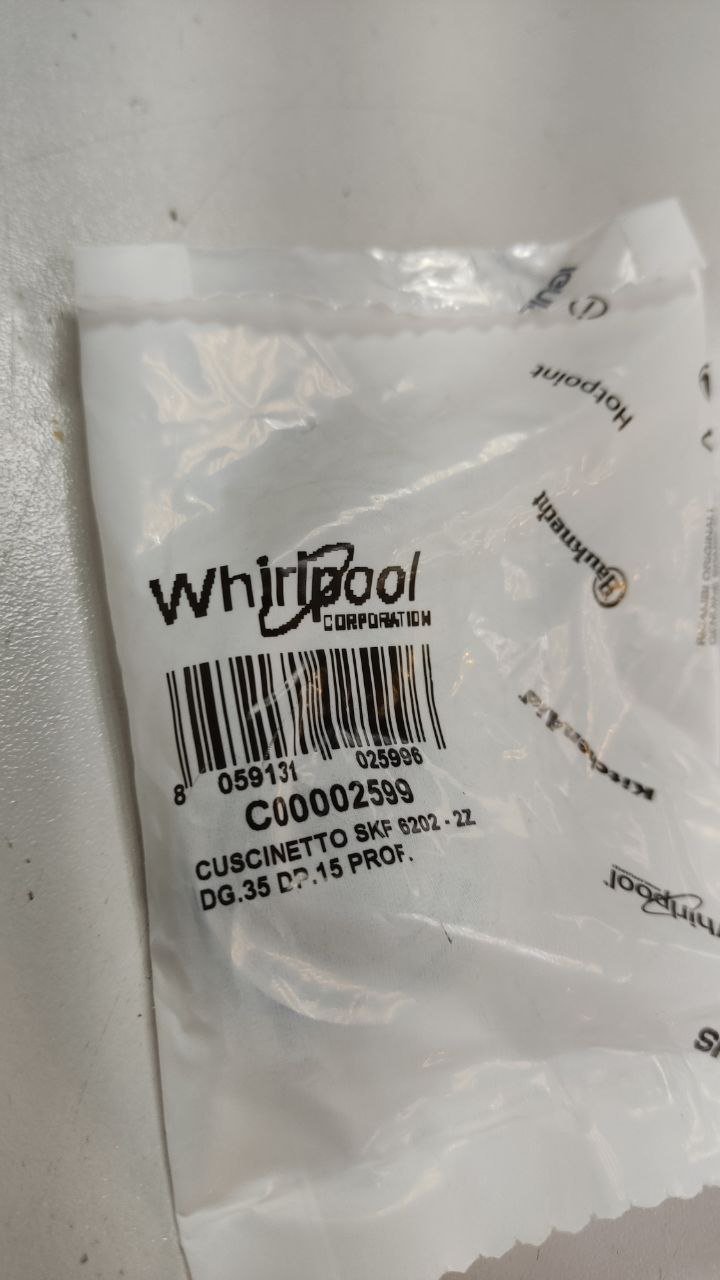 Whirlpool
CORPORATION
8 059131 025996
C00002599
CUSCINETTO SKF 6202 - 2Z
DG.35 DP.15 PROF.
Hotpoint
Bauknecht
KitchenAid
Whirlpool